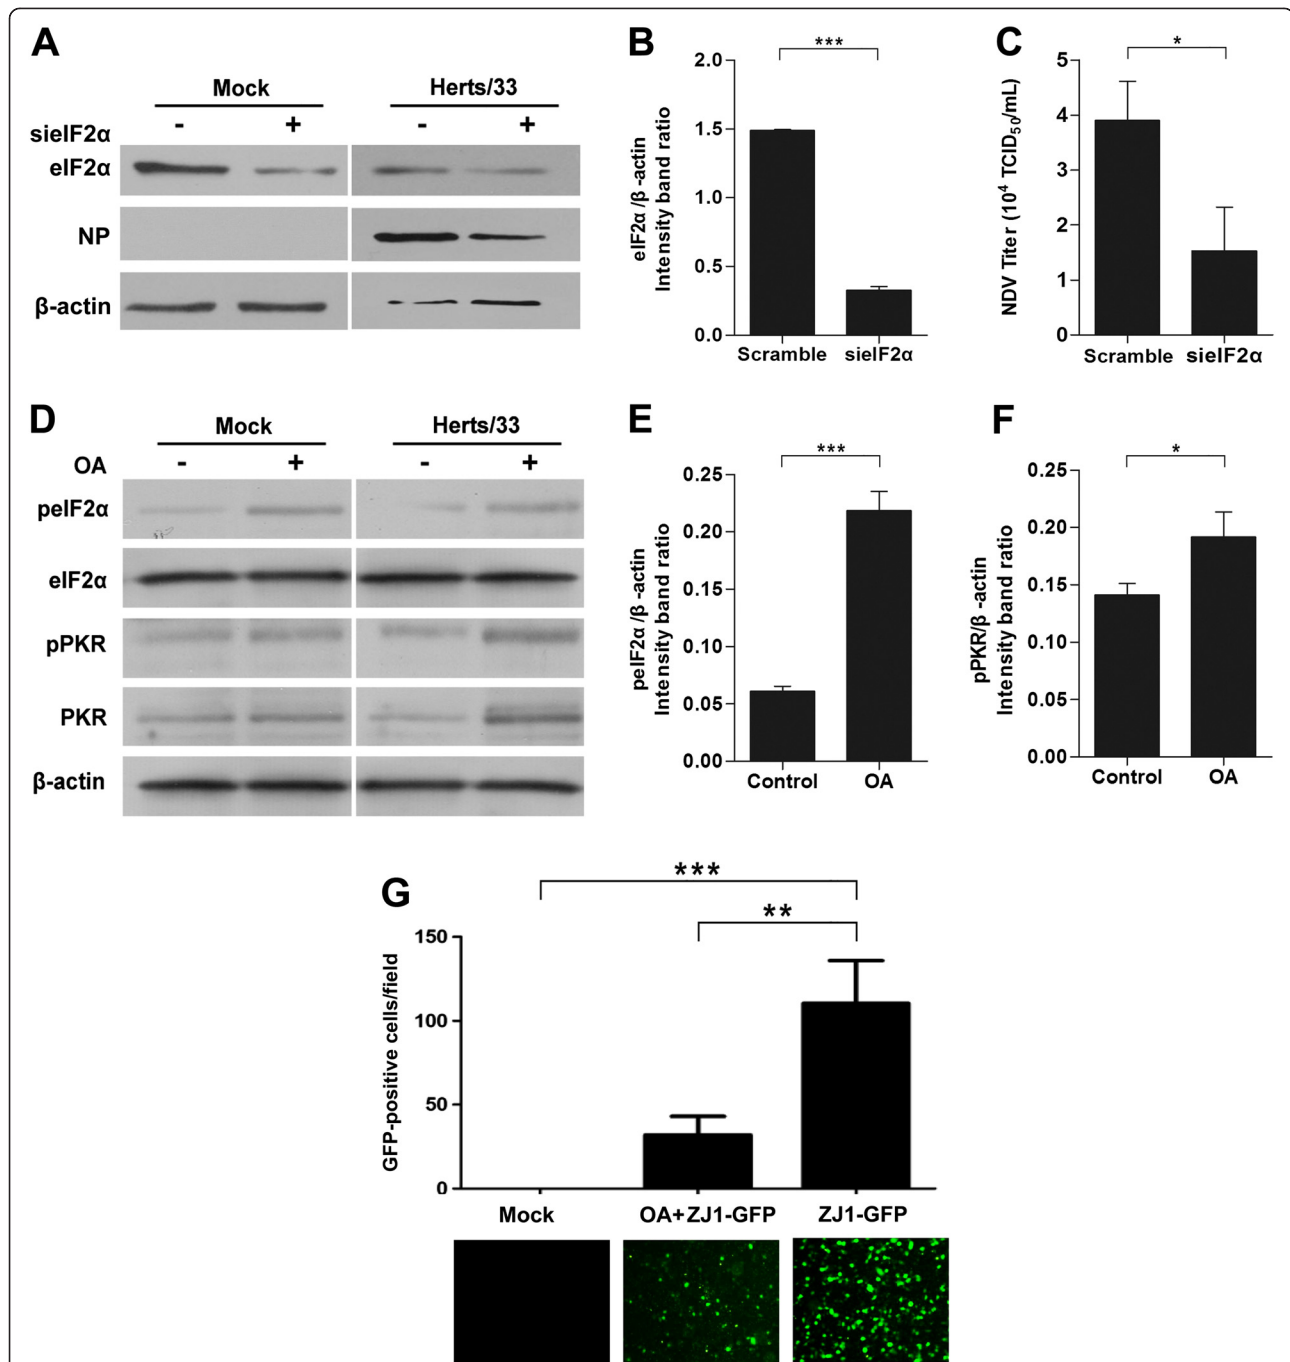 A
Mock
Herts/33
sieIF2α
- + - +
eIF2α
NP
β-actin
B
***
eIF2α/β-actin
Intensity band ratio
2.0
1.5
1.0
0.5
0.0
Scramble sieIF2α
C
*
NDV Titer (10⁴ TCID₅₀/mL)
5
4
3
2
1
0
Scramble sieIF2α
D
Mock
Herts/33
OA
- + - +
peIF2α
eIF2α
pPKR
PKR
β-actin
E
***
peIF2α/β-actin
Intensity band ratio
0.25
0.20
0.15
0.10
0.05
0.00
Control OA
F
*
pPKR/β-actin
Intensity band ratio
0.25
0.20
0.15
0.10
0.05
0.00
Control OA
G
***
**
GFP-positive cells/field
150
100
50
0
Mock OA+ZJ1-GFP ZJ1-GFP